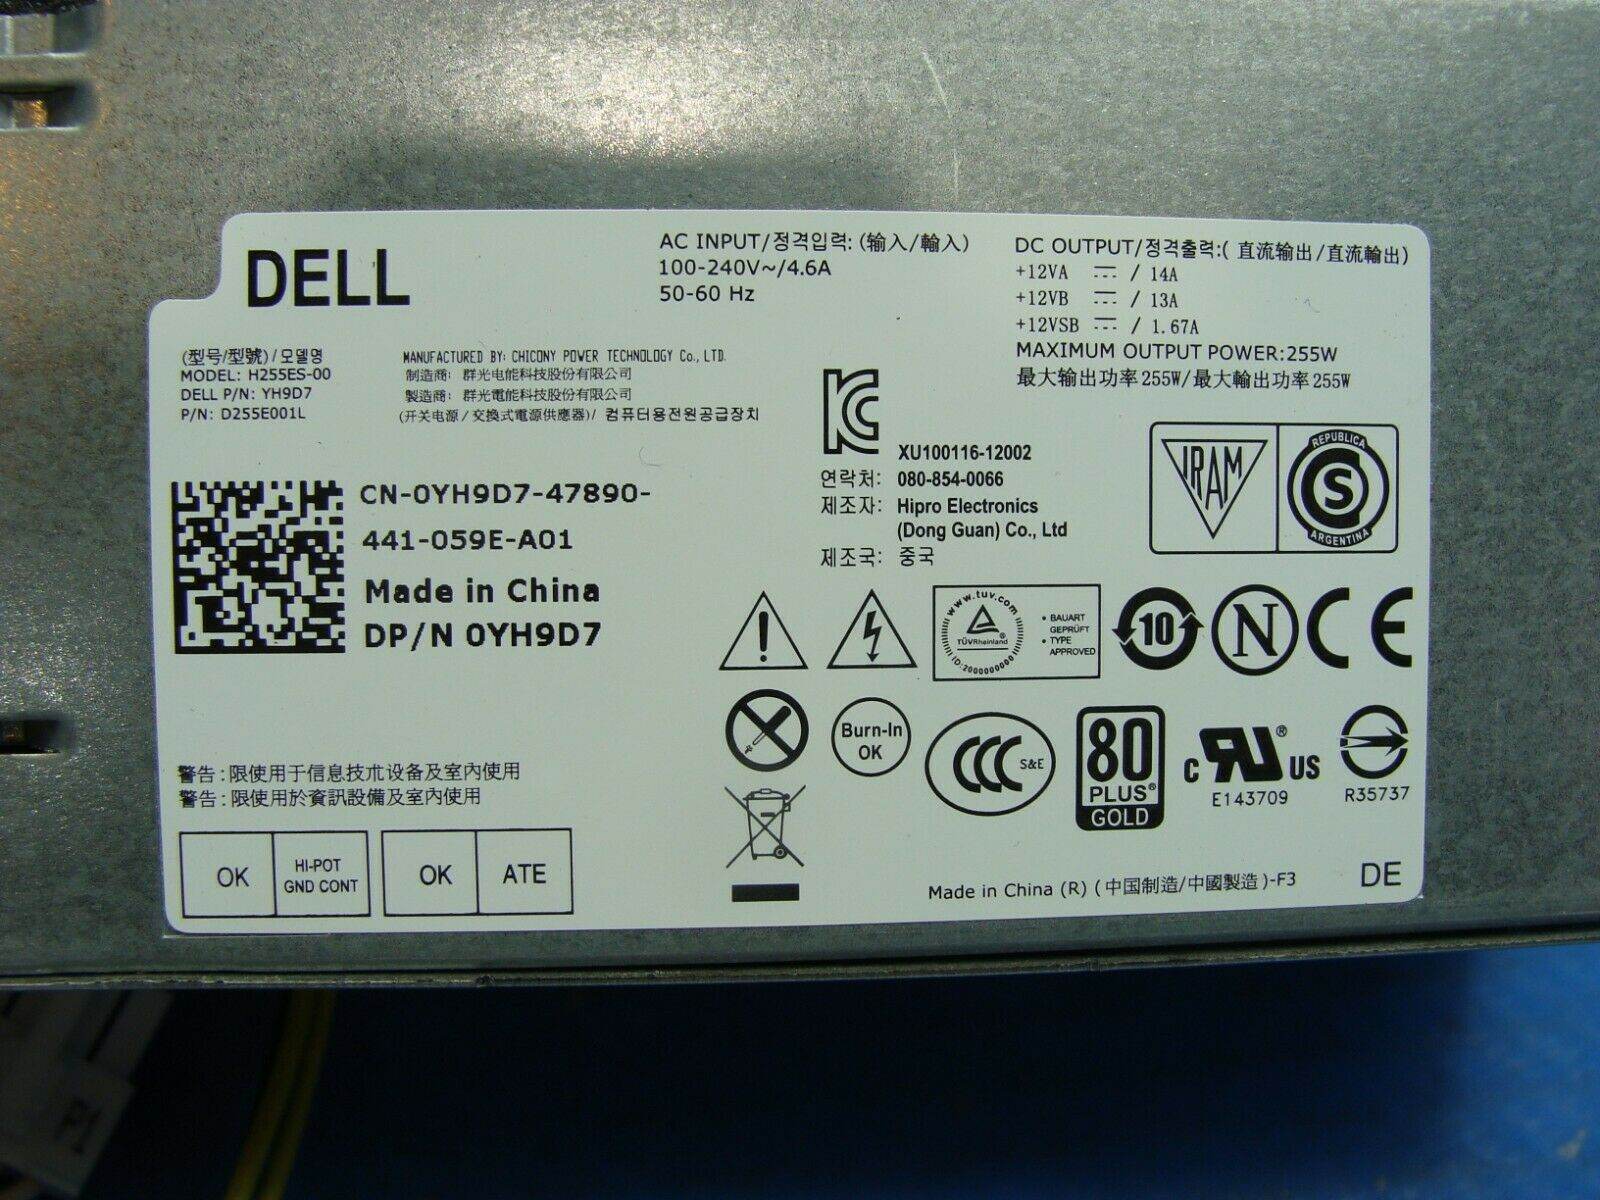 DELL
AC INPUT/정격입력: (输入/輸入)
100-240V~/4.6A
50-60 Hz
DC OUTPUT/정격출력:( 直流输出/直流輸出)
+12VA ⎓ / 14A
+12VB ⎓ / 13A
+12VSB ⎓ / 1.67A
MAXIMUM OUTPUT POWER:255W
最大输出功率255W/最大輸出功率255W
(型号/型號)/모델명
MODEL: H255ES-00
DELL P/N: YH9D7
P/N: D255E001L
MANUFACTURED BY: CHICONY POWER TECHNOLOGY Co., LTD.
制造商: 群光电能科技股份有限公司
製造商: 群光電能科技股份有限公司
(开关电源/交換式電源供應器)/ 컴퓨터용전원공급장치
CN-0YH9D7-47890-
441-059E-A01
Made in China
DP/N 0YH9D7
XU100116-12002
연락처: 080-854-0066
제조자: Hipro Electronics
(Dong Guan) Co., Ltd
제조국: 중국
IRAM
REPUBLICA
S
ARGENTINA
www.tuv.com
TÜVRheinland
ID:2000000000
• BAUART
GEPRÜFT
• TYPE
APPROVED
10
N
CE
Burn-In
OK
CCC
S&E
80
PLUS®
GOLD
c RU® US
E143709
R35737
警告:限使用于信息技术设备及室内使用
警告:限使用於資訊設備及室內使用
OK
HI-POT
GND CONT
OK
ATE
Made in China (R) (中国制造/中國製造)-F3
DE
P1